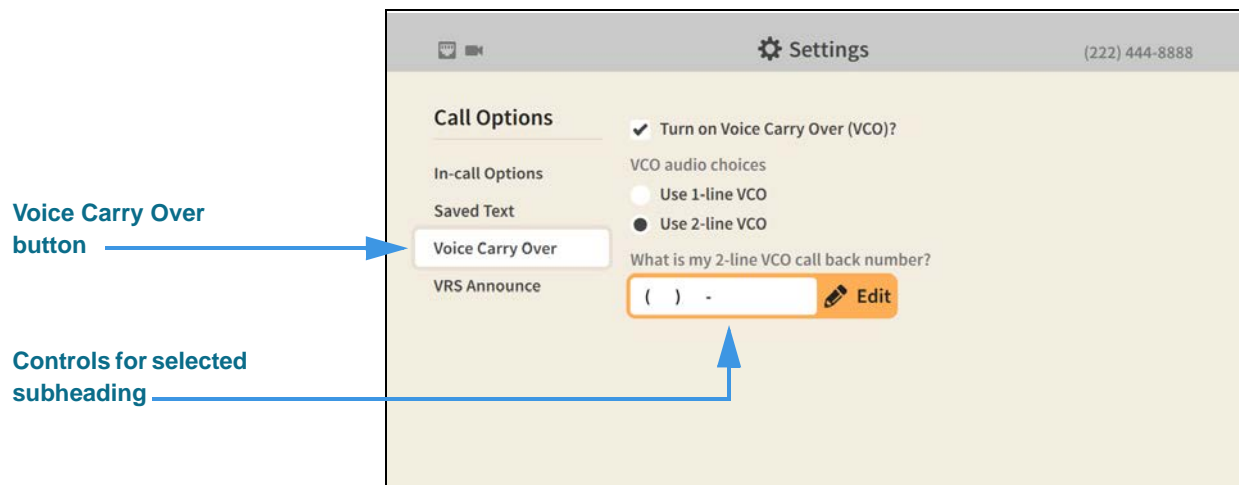 Settings
(222) 444-8888
Call Options
In-call Options
Saved Text
Voice Carry Over
VRS Announce
Turn on Voice Carry Over (VCO)?
VCO audio choices
Use 1-line VCO
Use 2-line VCO
What is my 2-line VCO call back number?
( ) -
Edit
Voice Carry Over
button
Controls for selected
subheading